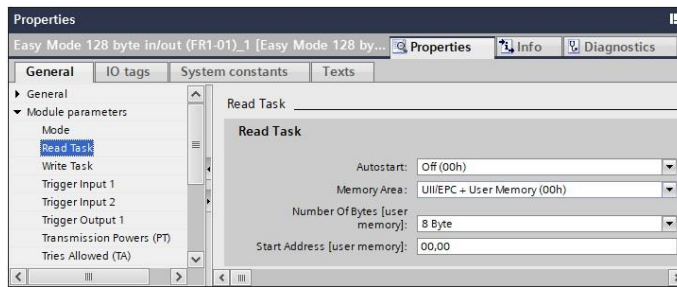 Properties
Easy Mode 128 byte in/out (FR1-01)_1 [Easy Mode 128 by...
Properties
Info
Diagnostics
General
IO tags
System constants
Texts
General
Module parameters
Mode
Read Task
Write Task
Trigger Input 1
Trigger Input 2
Trigger Output 1
Transmission Powers (PT)
Tries Allowed (TA)
Read Task
Read Task
Autostart: Off (00h)
Memory Area: UII/EPC + User Memory (00h)
Number Of Bytes [user
memory]: 8 Byte
Start Address [user memory]: 00,00